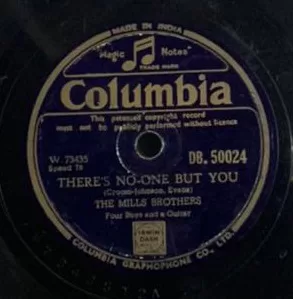 MADE IN INDIA
"Magic Notes"
TRADE MARK
Columbia
This patented copyright record
must not be publicly performed without licence
W. 73435
Speed 78
DB. 50024
THERE'S NO-ONE BUT YOU
(Croom-Johnson, Evans)
THE MILLS BROTHERS
Four Boys and a Guitar
COLUMBIA GRAPHOPHONE CO., LTD.